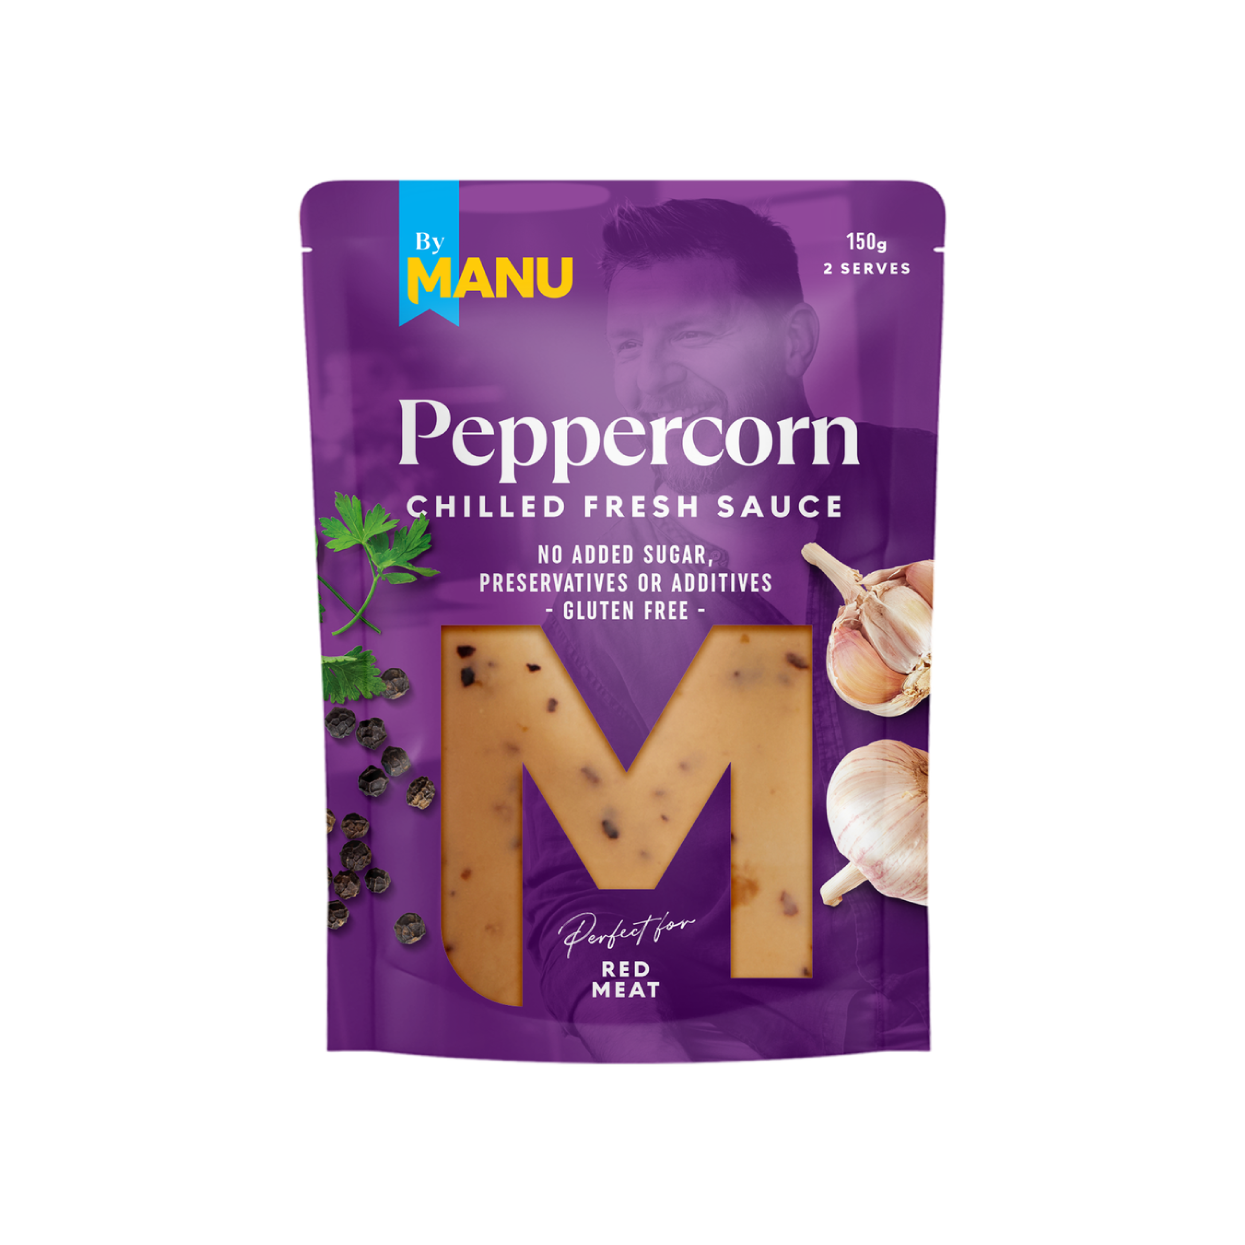 By
MANU
150g
2 SERVES
Peppercorn
CHILLED FRESH SAUCE
NO ADDED SUGAR,
PRESERVATIVES OR ADDITIVES
- GLUTEN FREE -
M
Perfect for
RED
MEAT